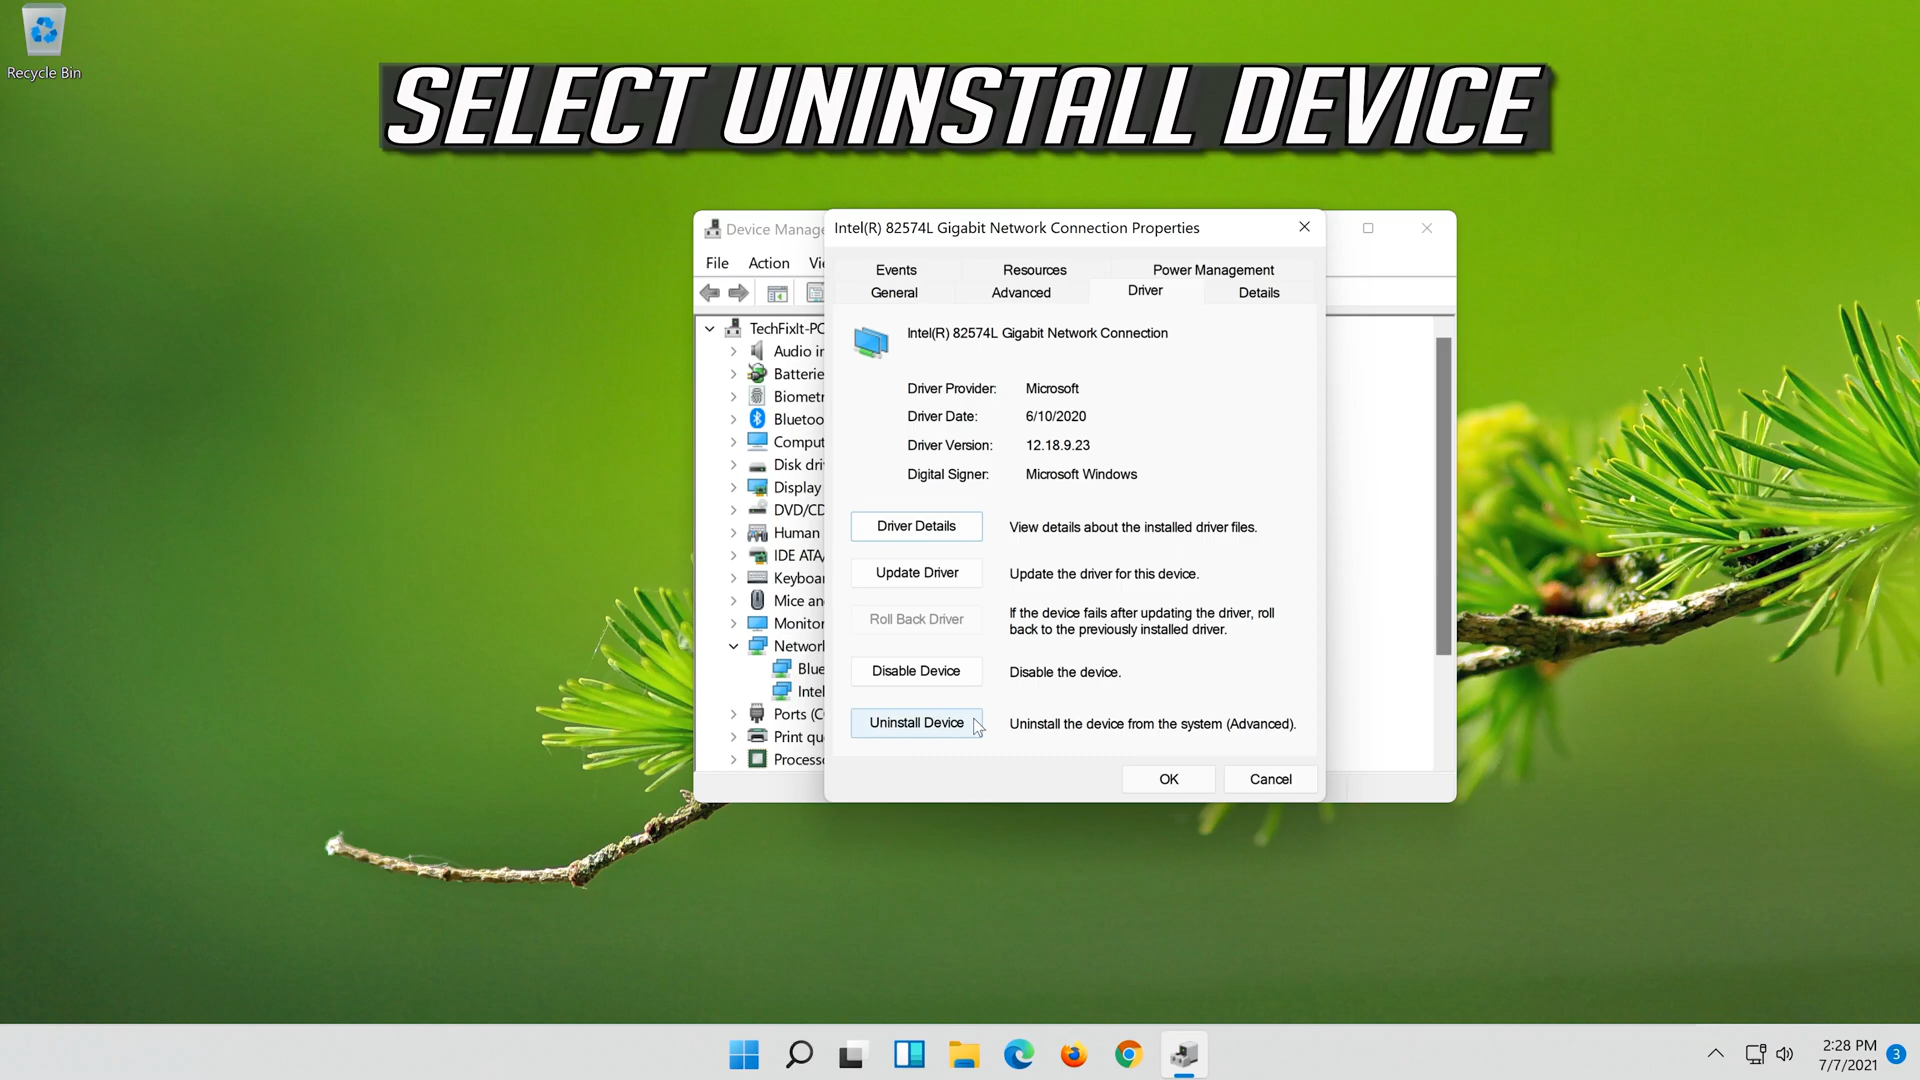 Recycle Bin
SELECT UNINSTALL DEVICE
Device Manage
File Action Vi
TechFixIt-PC
Audio in
Batterie
Biometr
Bluetoo
Comput
Disk dri
Display
DVD/CD
Human
IDE ATA/
Keyboar
Mice an
Monitor
Network
Blue
Intel
Ports (C
Print qu
Processo
Intel(R) 82574L Gigabit Network Connection Properties
Events Resources Power Management
General Advanced Driver Details
Intel(R) 82574L Gigabit Network Connection
Driver Provider: Microsoft
Driver Date: 6/10/2020
Driver Version: 12.18.9.23
Digital Signer: Microsoft Windows
Driver Details View details about the installed driver files.
Update Driver Update the driver for this device.
Roll Back Driver If the device fails after updating the driver, roll
back to the previously installed driver.
Disable Device Disable the device.
Uninstall Device Uninstall the device from the system (Advanced).
OK Cancel
2:28 PM
7/7/2021
3